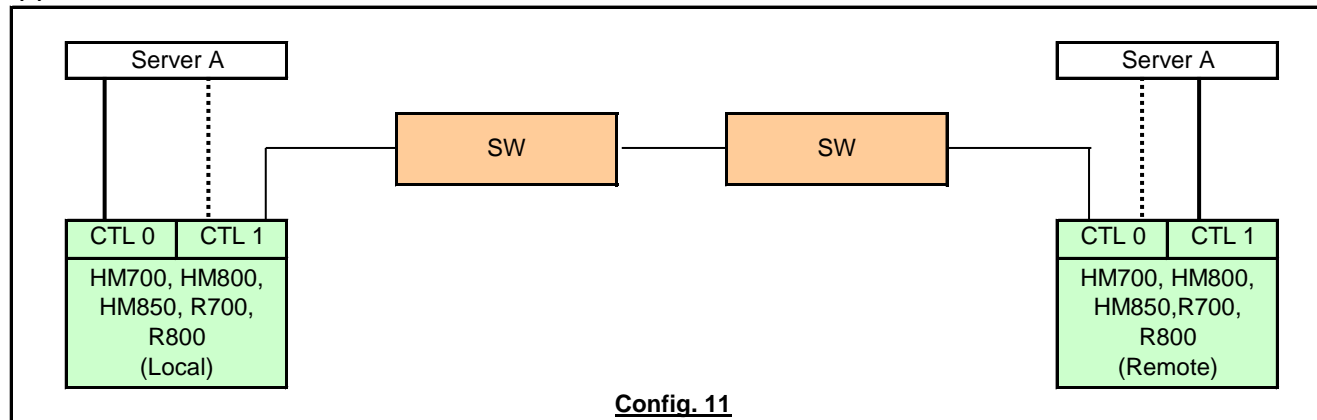 Server A
Server A
SW
SW
CTL 0
CTL 1
HM700, HM800,
HM850, R700,
R800
(Local)
CTL 0
CTL 1
HM700, HM800,
HM850,R700,
R800
(Remote)
Config. 11